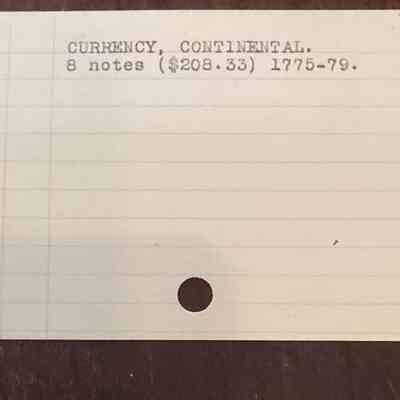 CURRENCY, CONTINENTAL.
8 notes ($208.33) 1775-79.